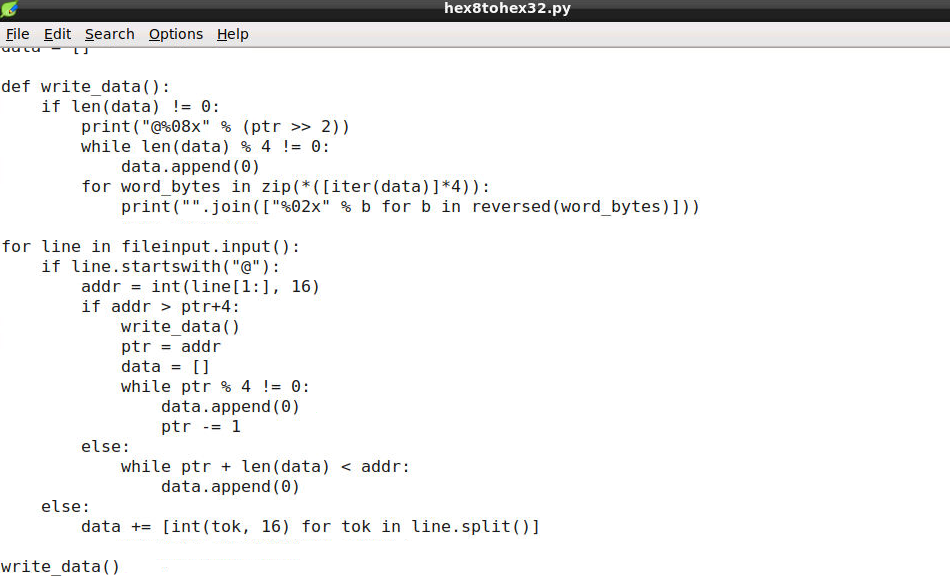 hex8tohex32.py
File Edit Search Options Help
data = []
def write_data():
    if len(data) != 0:
        print("@%08x" % (ptr >> 2))
        while len(data) % 4 != 0:
            data.append(0)
        for word_bytes in zip(*([iter(data)]*4)):
            print("".join(["%02x" % b for b in reversed(word_bytes)]))
for line in fileinput.input():
    if line.startswith("@"):
        addr = int(line[1:], 16)
        if addr > ptr+4:
            write_data()
            ptr = addr
            data = []
            while ptr % 4 != 0:
                data.append(0)
                ptr -= 1
        else:
            while ptr + len(data) < addr:
                data.append(0)
    else:
        data += [int(tok, 16) for tok in line.split()]
write_data()